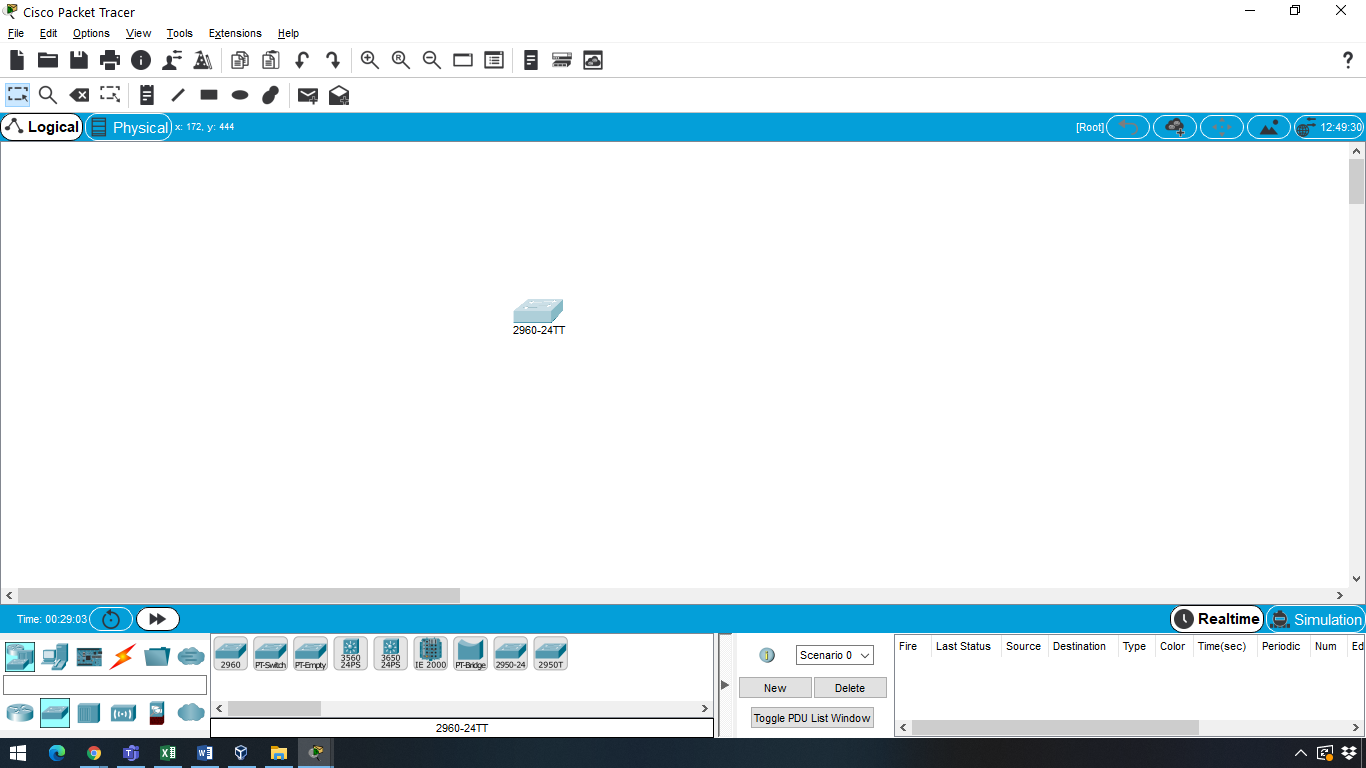 Cisco Packet Tracer
File Edit Options View Tools Extensions Help
R
?
Logical Physical x: 172, y: 444 [Root] 12:49:30
2960-24TT
Time: 00:29:03 Realtime Simulation
2960 PT-Switch PT-Empty 3560 24PS 3650 24PS IE 2000 PT-Bridge 2950-24 2950T
2960-24TT
Scenario 0
New Delete
Toggle PDU List Window
Fire Last Status Source Destination Type Color Time(sec) Periodic Num Ed